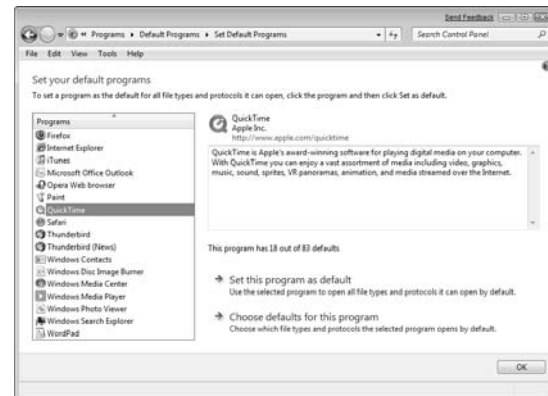 Send Feedback
Programs ▸ Default Programs ▸ Set Default Programs
Search Control Panel
File Edit View Tools Help
Set your default programs
To set a program as the default for all file types and protocols it can open, click the program and then click Set as default.
Programs
Firefox
Internet Explorer
iTunes
Microsoft Office Outlook
Opera Web browser
Paint
QuickTime
Safari
Thunderbird
Thunderbird (News)
Windows Contacts
Windows Disc Image Burner
Windows Media Center
Windows Media Player
Windows Photo Viewer
Windows Search Explorer
WordPad
QuickTime
Apple Inc.
http://www.apple.com/quicktime
QuickTime is Apple's award-winning software for playing digital media on your computer.
With QuickTime you can enjoy a vast assortment of media including video, graphics,
music, sound, sprites, VR panoramas, animation, and media streamed over the Internet.
This program has 18 out of 83 defaults
Set this program as default
Use the selected program to open all file types and protocols it can open by default.
Choose defaults for this program
Choose which file types and protocols the selected program opens by default.
OK